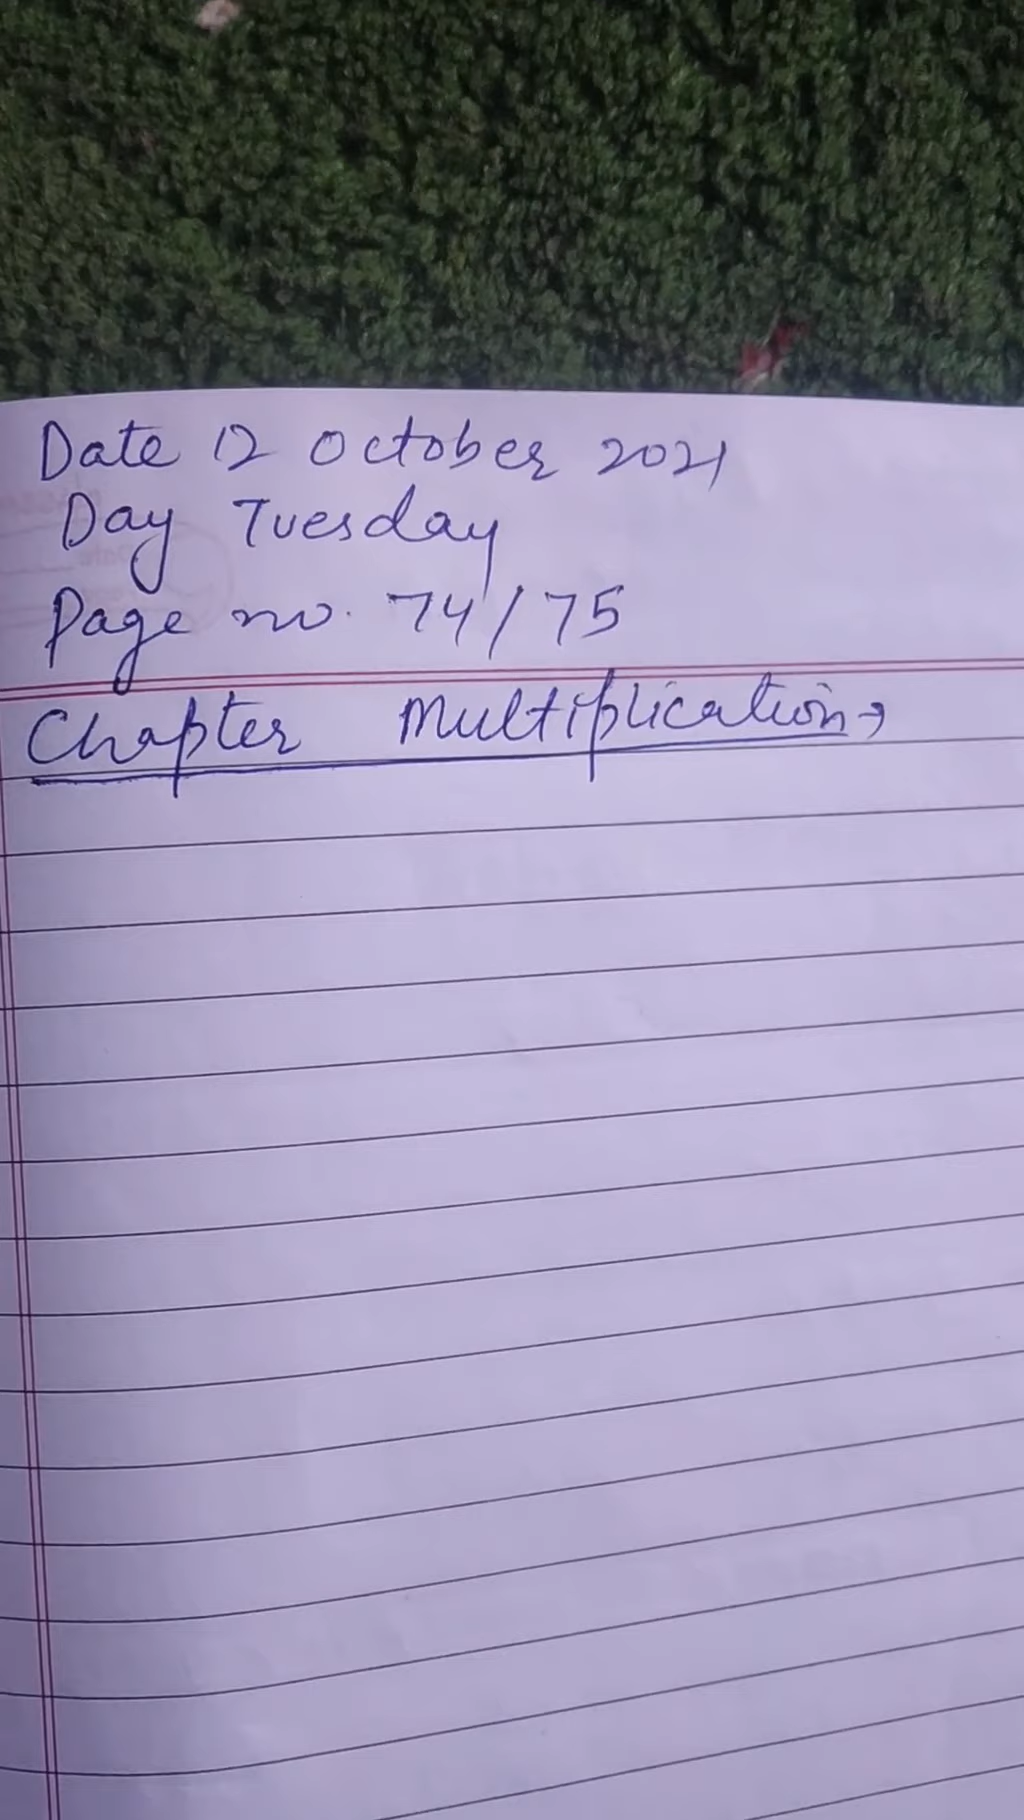 Date 12 October 2021
Day Tuesday
Page no. 74/75
Chapter Multiplication→